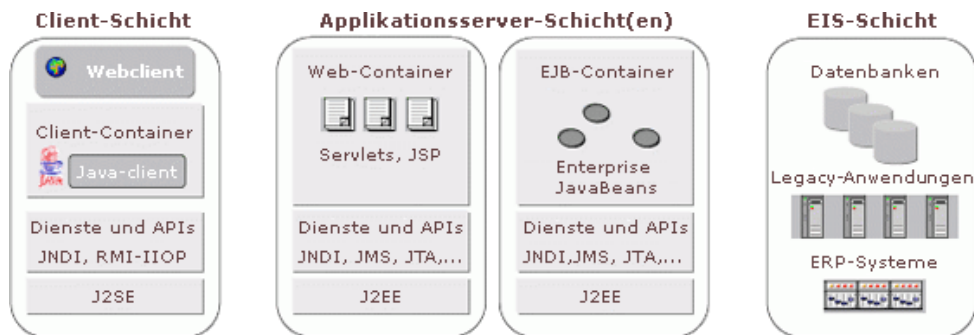 Client-Schicht
Webclient
Client-Container
JAVA
Java-client
Dienste und APIs
JNDI, RMI-IIOP
J2SE
Applikationsserver-Schicht(en)
Web-Container
Servlets, JSP
Dienste und APIs
JNDI, JMS, JTA,...
J2EE
EJB-Container
Enterprise
JavaBeans
Dienste und APIs
JNDI,JMS, JTA,...
J2EE
EIS-Schicht
Datenbanken
Legacy-Anwendungen
ERP-Systeme